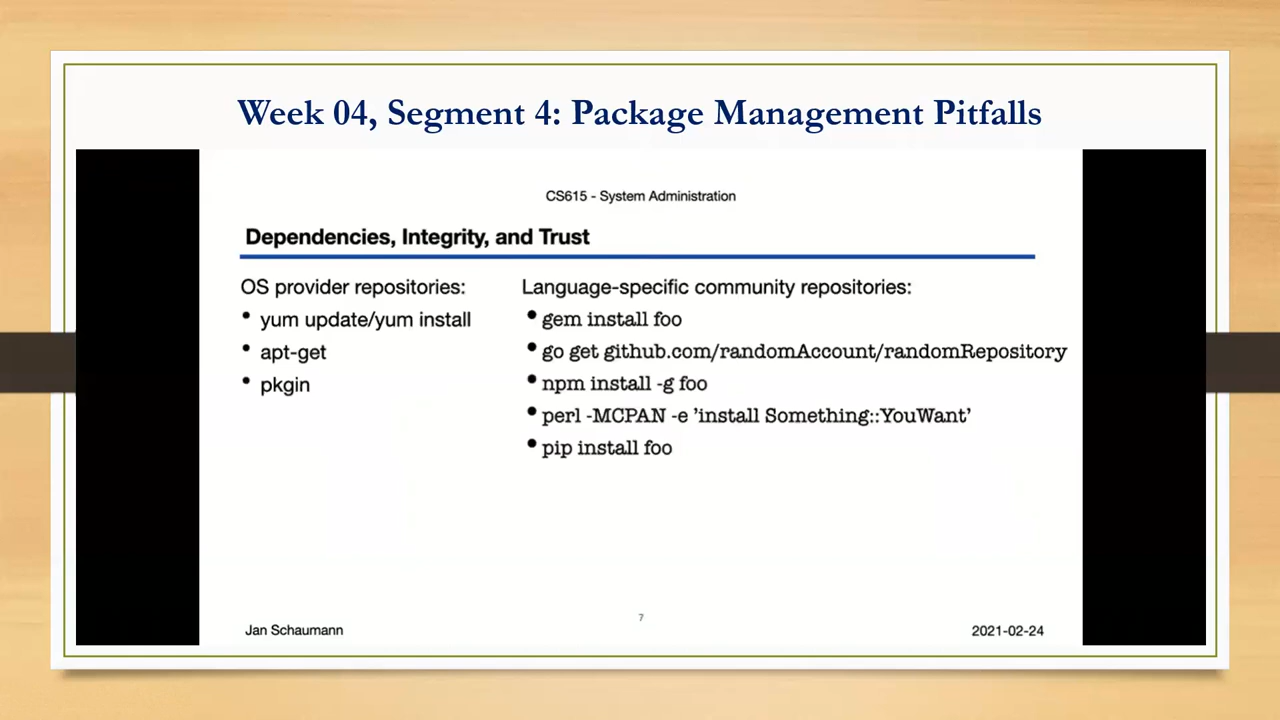 Week 04, Segment 4: Package Management Pitfalls
CS615 - System Administration
Dependencies, Integrity, and Trust
OS provider repositories:
• yum update/yum install
• apt-get
• pkgin
Language-specific community repositories:
• gem install foo
• go get github.com/randomAccount/randomRepository
• npm install -g foo
• perl -MCPAN -e ’install Something::YouWant’
• pip install foo
Jan Schaumann
7
2021-02-24